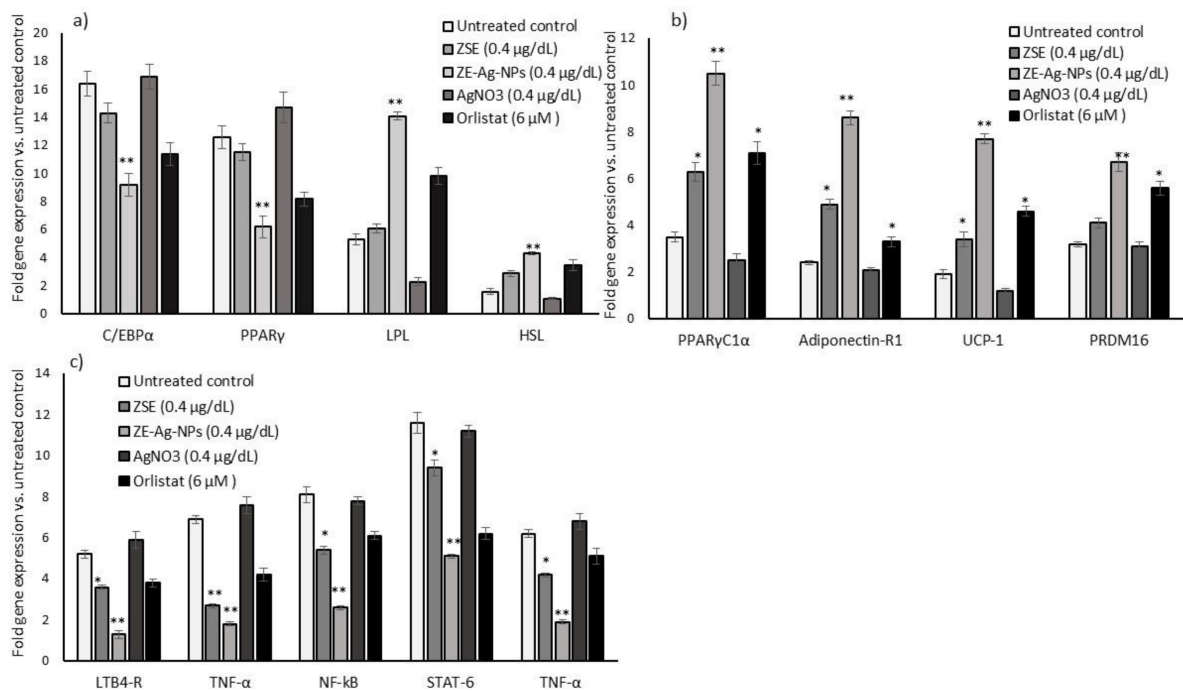 a)
Fold gene expression vs. untreated control
20
18
16
14
12
10
8
6
4
2
0
Untreated control
ZSE (0.4 µg/dL)
ZE-Ag-NPs (0.4 µg/dL)
AgNO3 (0.4 µg/dL)
Orlistat (6 µM )
**
**
**
**
C/EBPα PPARγ LPL HSL
b)
Fold gene expression vs. untreated control
12
10
8
6
4
2
0
Untreated control
ZSE (0.4 µg/dL)
ZE-Ag-NPs (0.4 µg/dL)
AgNO3 (0.4 µg/dL)
Orlistat (6 µM )
* ** *
* ** *
* ** *
** *
PPARγC1α Adiponectin-R1 UCP-1 PRDM16
c)
Fold gene expression vs. untreated control
14
12
10
8
6
4
2
0
Untreated control
ZSE (0.4 µg/dL)
ZE-Ag-NPs (0.4 µg/dL)
AgNO3 (0.4 µg/dL)
Orlistat (6 µM )
* **
** **
* **
* **
* **
LTB4-R TNF-α NF-kB STAT-6 TNF-α